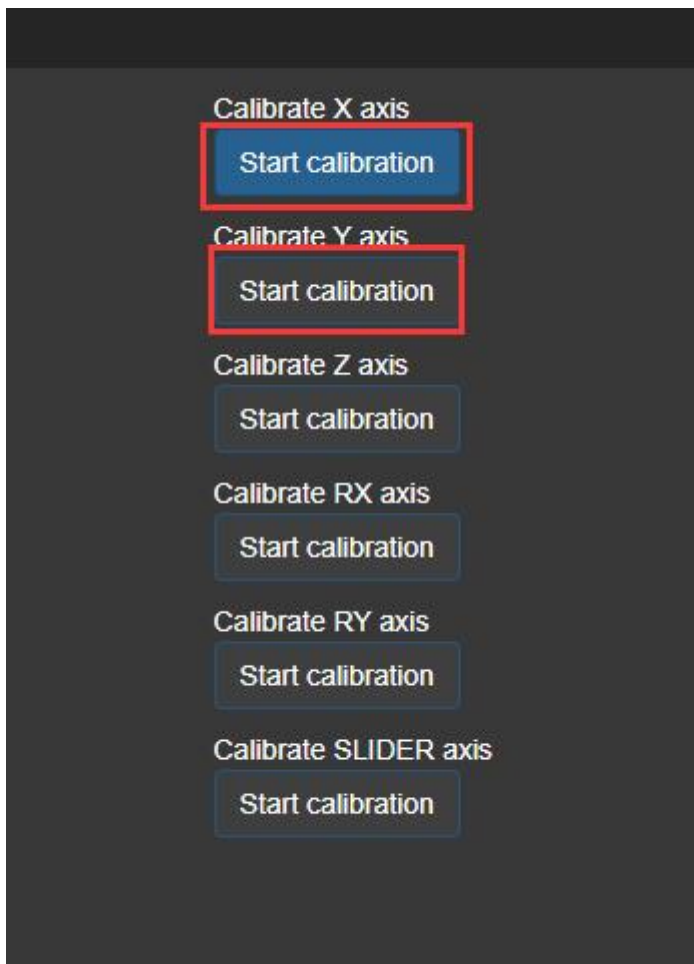 Calibrate X axis
Start calibration
Calibrate Y axis
Start calibration
Calibrate Z axis
Start calibration
Calibrate RX axis
Start calibration
Calibrate RY axis
Start calibration
Calibrate SLIDER axis
Start calibration